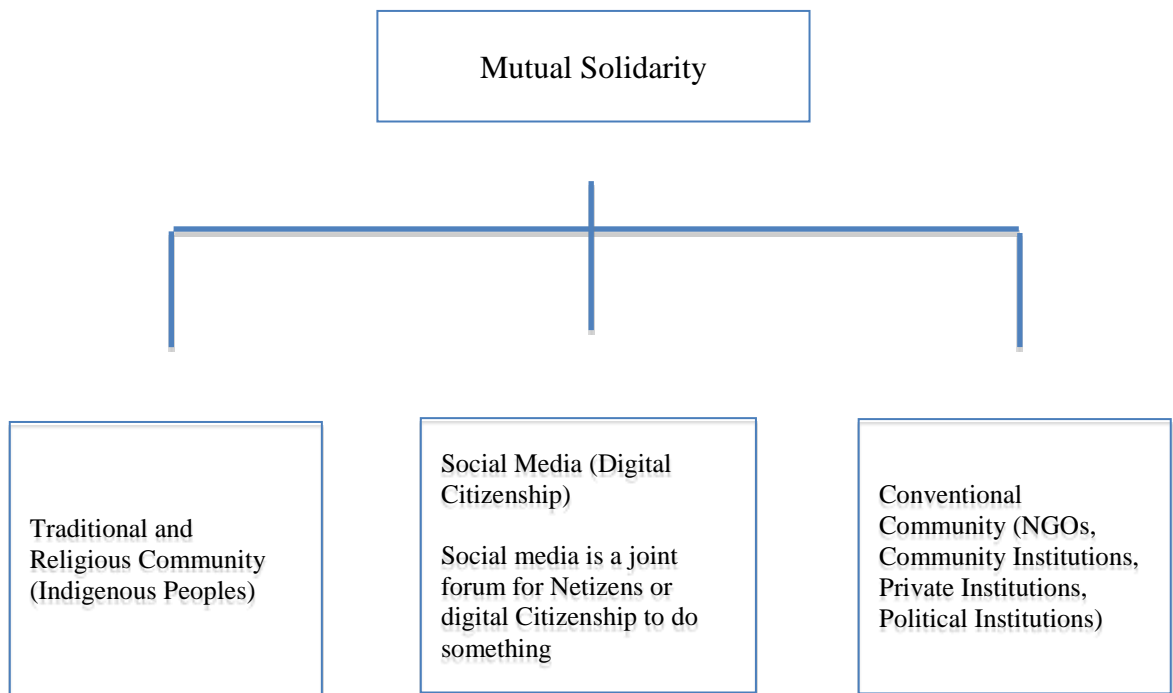 Mutual Solidarity
Traditional and
Religious Community
(Indigenous Peoples)
Social Media (Digital
Citizenship)
Social media is a joint
forum for Netizens or
digital Citizenship to do
something
Conventional
Community (NGOs,
Community Institutions,
Private Institutions,
Political Institutions)